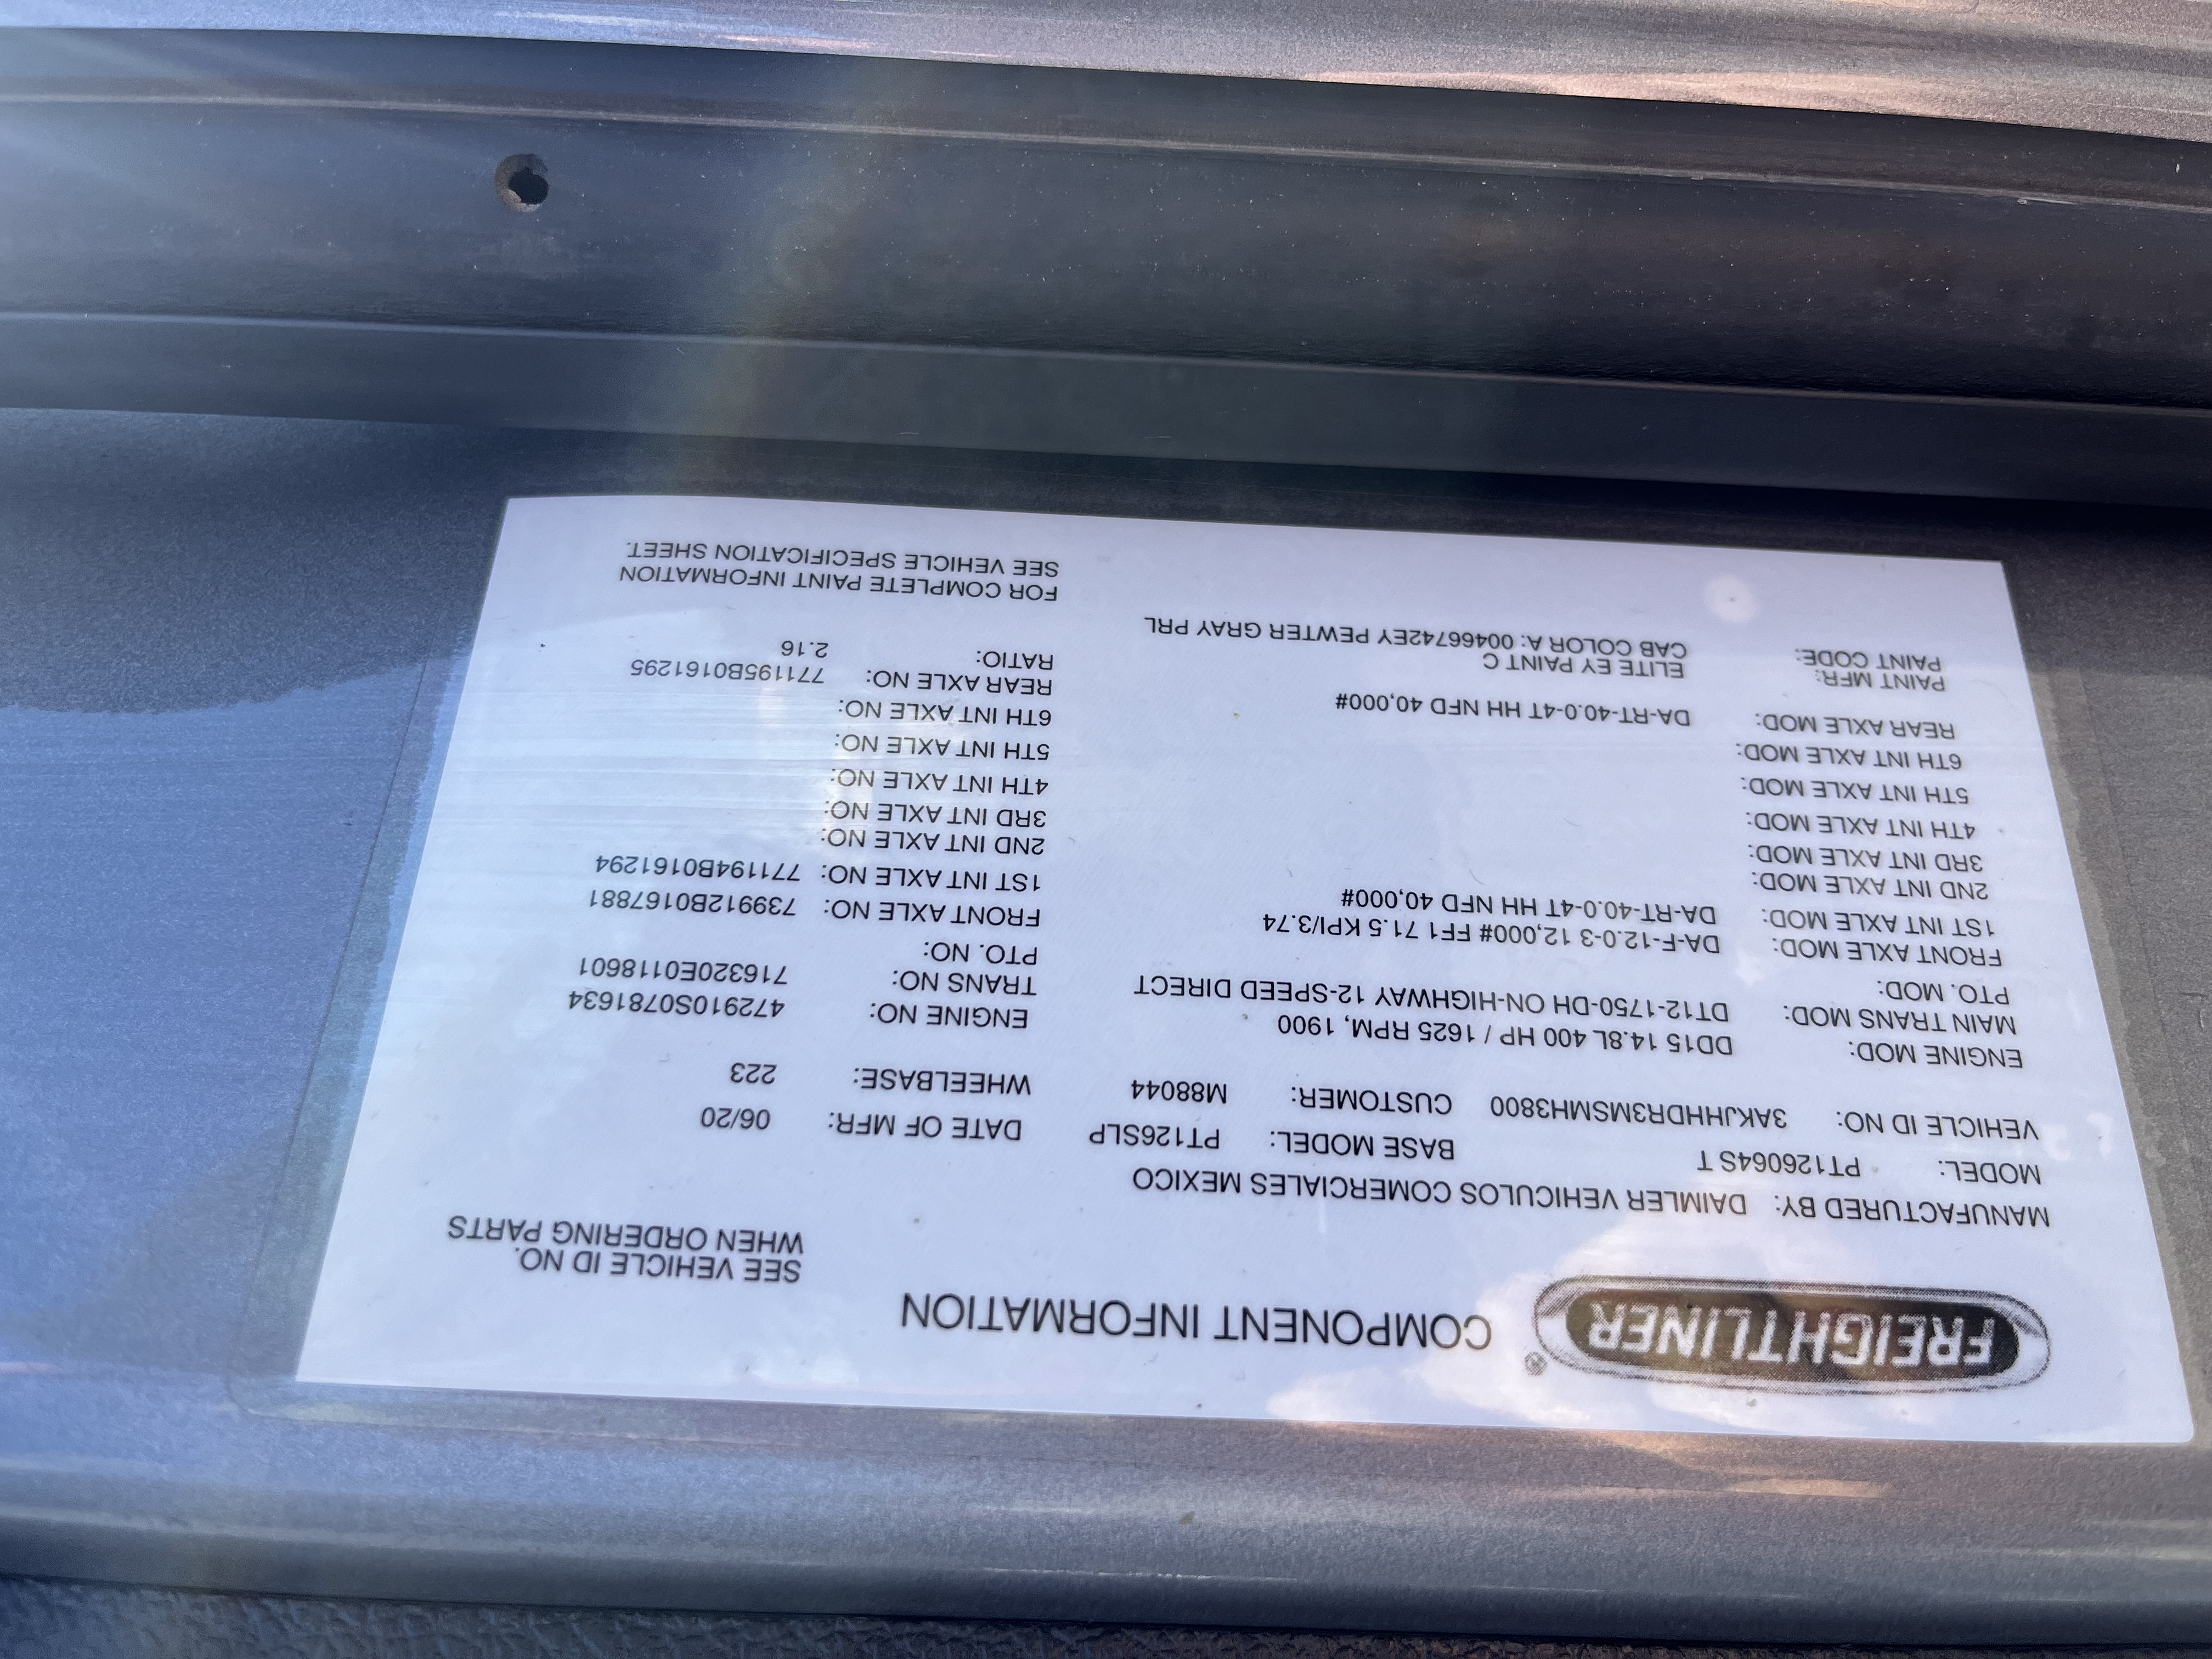 FREIGHTLINER®
COMPONENT INFORMATION
SEE VEHICLE ID NO.
WHEN ORDERING PARTS
MANUFACTURED BY: DAIMLER VEHICULOS COMERCIALES MEXICO
MODEL: PT126064S T BASE MODEL: PT126SLP DATE OF MFR: 06/20
VEHICLE ID NO: 3AKJHHDR3MSMH3800 CUSTOMER: M88044 WHEELBASE: 223
ENGINE MOD: DD15 14.8L 400 HP / 1625 RPM, 1900 ENGINE NO: 472910S0781634
MAIN TRANS MOD: DT12-1750-DH ON-HIGHWAY 12-SPEED DIRECT TRANS NO: 716320E0118601
PTO. MOD: PTO. NO:
FRONT AXLE MOD: DA-F-12.0-3 12,000# FF1 71.5 KPI/3.74 FRONT AXLE NO: 739912B0167881
1ST INT AXLE MOD: DA-RT-40.0-4T HH NFD 40,000# 1ST INT AXLE NO: 771194B0161294
2ND INT AXLE MOD: 2ND INT AXLE NO:
3RD INT AXLE MOD: 3RD INT AXLE NO:
4TH INT AXLE MOD: 4TH INT AXLE NO:
5TH INT AXLE MOD: 5TH INT AXLE NO:
6TH INT AXLE MOD: 6TH INT AXLE NO:
REAR AXLE MOD: DA-RT-40.0-4T HH NFD 40,000# REAR AXLE NO: 771195B0161295
RATIO: 2.16
PAINT MFR: ELITE EY PAINT C
PAINT CODE: CAB COLOR A: 00466742EY PEWTER GRAY PRL
FOR COMPLETE PAINT INFORMATION
SEE VEHICLE SPECIFICATION SHEET.